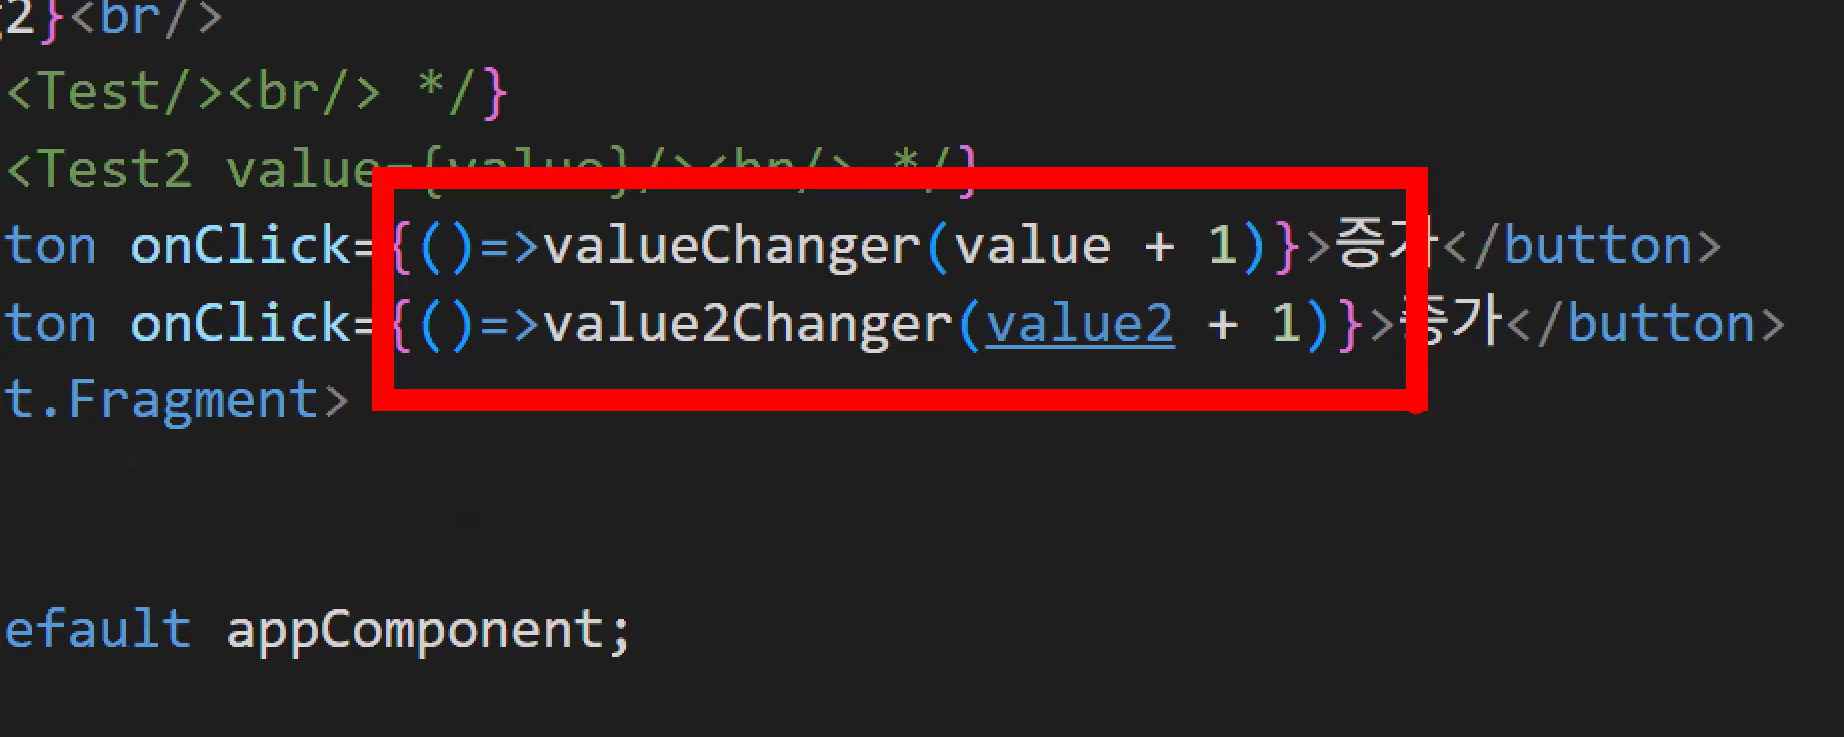 g2}<br/>
<Test/><br/> */}
<Test2 value={value}/><br/> */}
ton onClick={()=>valueChanger(value + 1)}>증가</button>
ton onClick={()=>value2Changer(value2 + 1)}>증가</button>
t.Fragment>
efault appComponent;